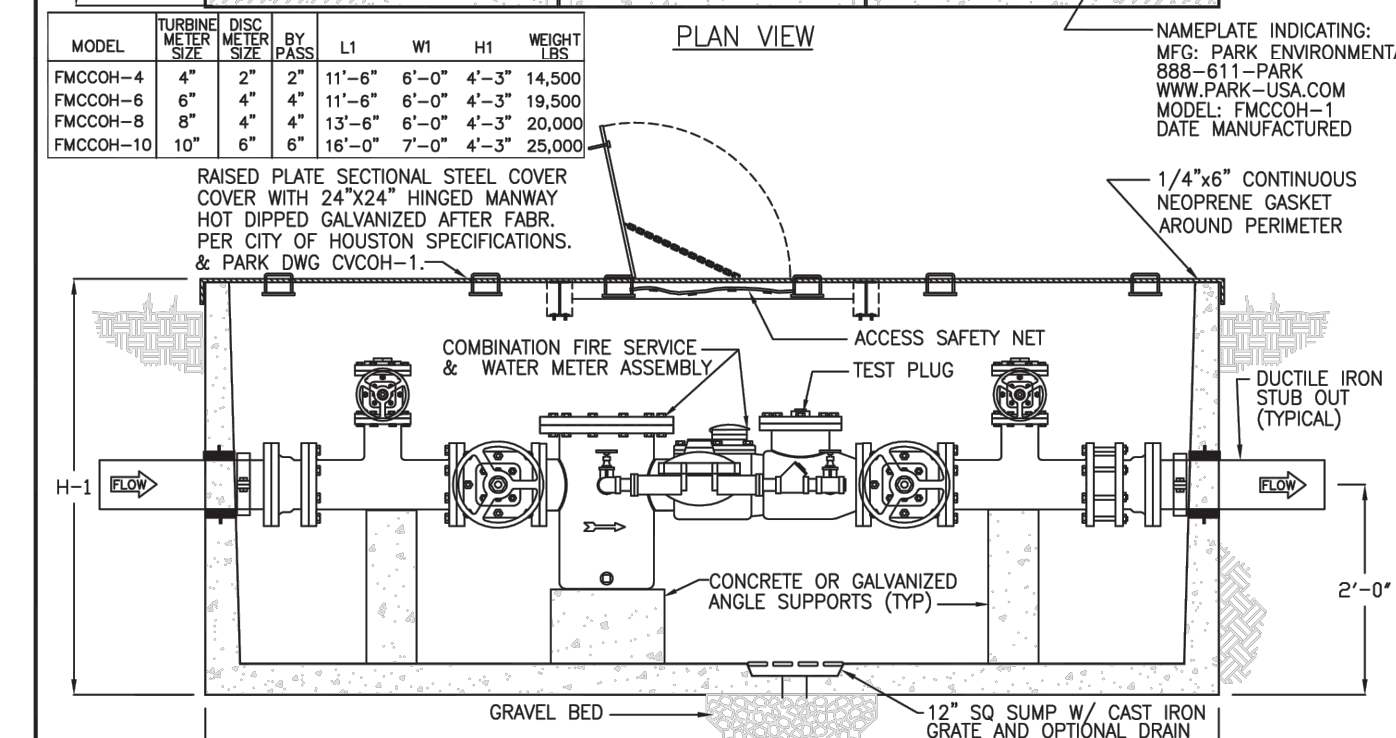 PLAN VIEW
TURBINE METER SIZE
DISC METER SIZE
BY PASS
MODEL L1 W1 H1 WEIGHT LBS
FMCCOH-4 4" 2" 2" 11'-6" 6'-0" 4'-3" 14,500
FMCCOH-6 6" 4" 4" 11'-6" 6'-0" 4'-3" 19,500
FMCCOH-8 8" 4" 4" 13'-6" 6'-0" 4'-3" 20,000
FMCCOH-10 10" 6" 6" 16'-0" 7'-0" 4'-3" 25,000
NAMEPLATE INDICATING:
MFG: PARK ENVIRONMENT
888-611-PARK
WWW.PARK-USA.COM
MODEL: FMCCOH-1
DATE MANUFACTURED
RAISED PLATE SECTIONAL STEEL COVER
COVER WITH 24"X24" HINGED MANWAY
HOT DIPPED GALVANIZED AFTER FABR.
PER CITY OF HOUSTON SPECIFICATIONS.
& PARK DWG CVCOH-1.
1/4"x6" CONTINUOUS
NEOPRENE GASKET
AROUND PERIMETER
COMBINATION FIRE SERVICE
& WATER METER ASSEMBLY
ACCESS SAFETY NET
TEST PLUG
DUCTILE IRON
STUB OUT
(TYPICAL)
H-1
FLOW
FLOW
CONCRETE OR GALVANIZED
ANGLE SUPPORTS (TYP)
2'-0"
GRAVEL BED
12" SQ SUMP W/ CAST IRON
GRATE AND OPTIONAL DRAIN